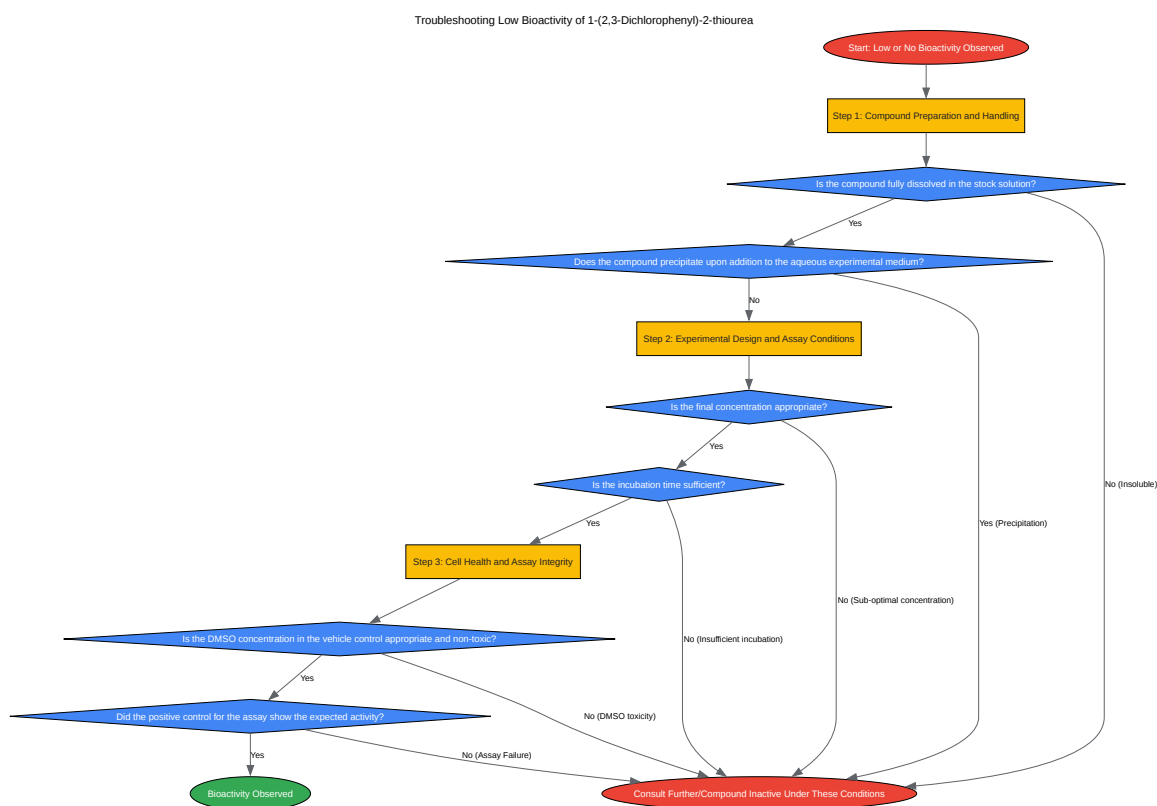 Troubleshooting Low Bioactivity of 1-(2,3-Dichlorophenyl)-2-thiourea
Start: Low or No Bioactivity Observed
Step 1: Compound Preparation and Handling
Is the compound fully dissolved in the stock solution?
Yes
Does the compound precipitate upon addition to the aqueous experimental medium?
No
Step 2: Experimental Design and Assay Conditions
Is the final concentration appropriate?
Yes
Is the incubation time sufficient?
No (Insoluble)
Yes
Yes (Precipitation)
Step 3: Cell Health and Assay Integrity
No (Sub-optimal concentration)
Is the DMSO concentration in the vehicle control appropriate and non-toxic?
No (Insufficient incubation)
Yes
Did the positive control for the assay show the expected activity?
No (DMSO toxicity)
Yes
No (Assay Failure)
Bioactivity Observed
Consult Further/Compound Inactive Under These Conditions